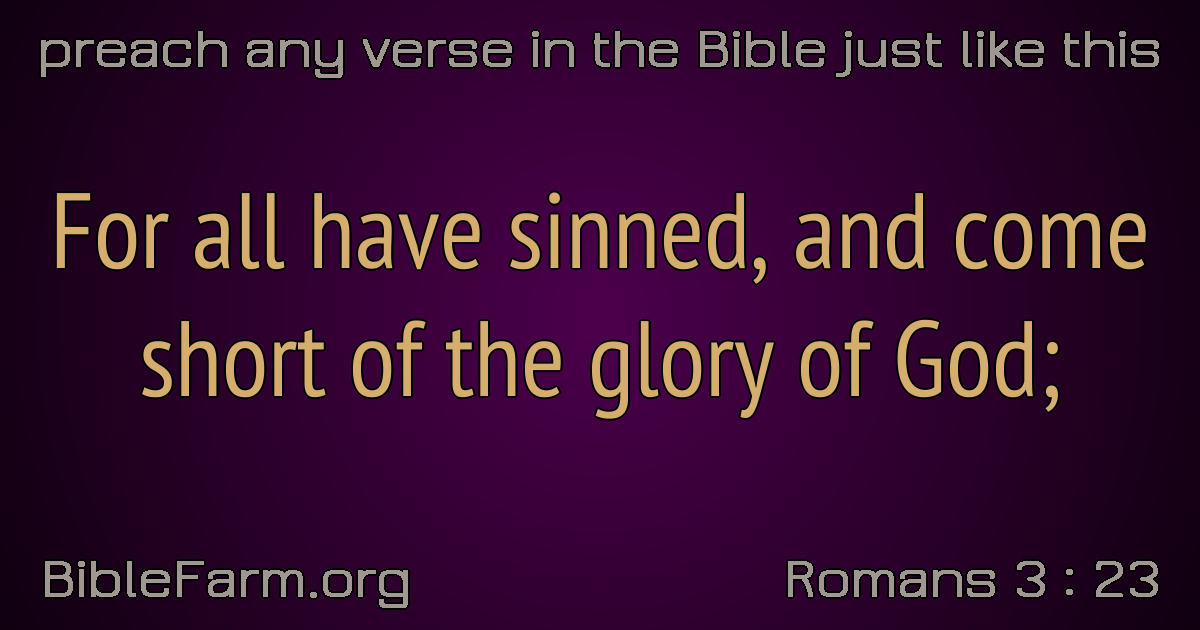 preach any verse in the Bible just like this
For all have sinned, and come
short of the glory of God;
BibleFarm.org
Romans 3 : 23